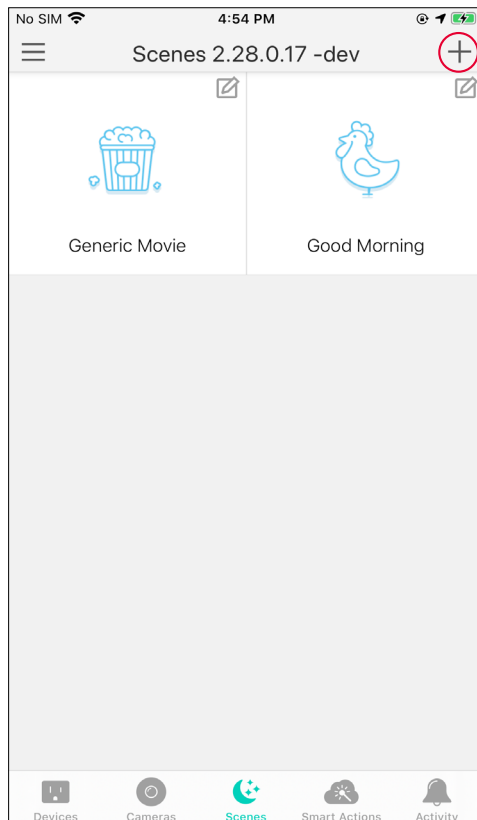 No SIM 4:54 PM
Scenes 2.28.0.17 -dev
Generic Movie Good Morning
Devices Cameras Scenes Smart Actions Activity